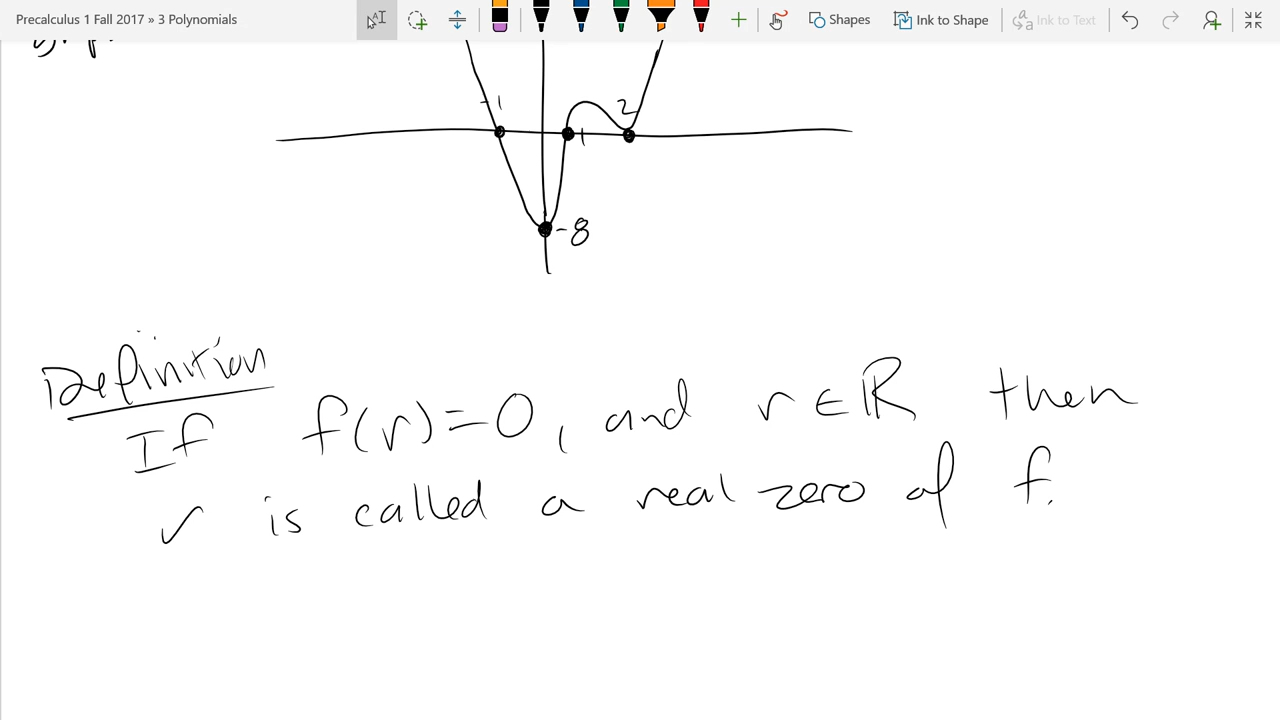 Precalculus 1 Fall 2017 » 3 Polynomials
Shapes
Ink to Shape
Ink to Text
-1
2
1
-8
Definition
If f(r)=0, and r∈ℝ then
r is called a real zero of f.